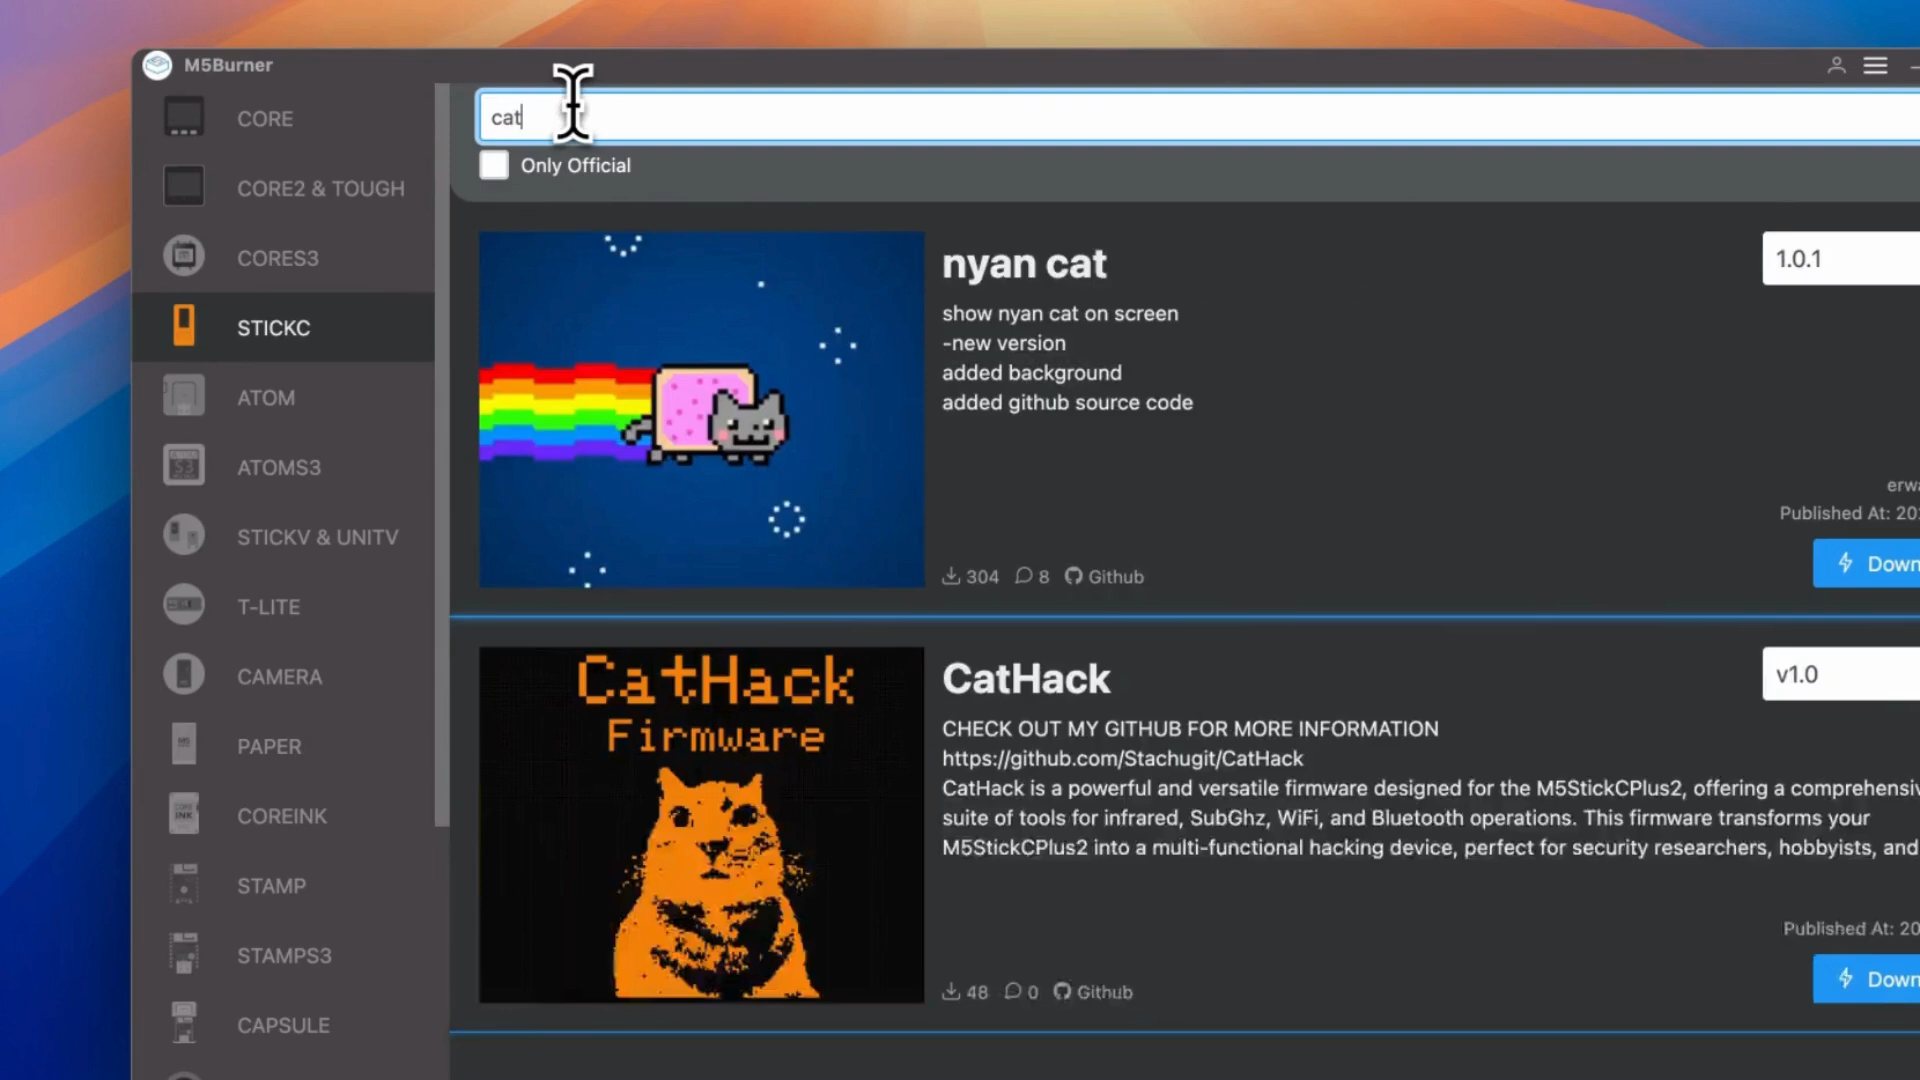 M5Burner
cat
Only Official
CORE
CORE2 & TOUGH
CORES3
STICKC
ATOM
ATOMS3
STICKV & UNITV
T-LITE
CAMERA
PAPER
COREINK
STAMP
STAMPS3
CAPSULE
nyan cat
1.0.1
show nyan cat on screen
-new version
added background
added github source code
erwa
Published At: 20
304 8 Github
Down
CatHack
Firmware
CatHack
v1.0
CHECK OUT MY GITHUB FOR MORE INFORMATION
https://github.com/Stachugit/CatHack
CatHack is a powerful and versatile firmware designed for the M5StickCPlus2, offering a comprehensiv
suite of tools for infrared, SubGhz, WiFi, and Bluetooth operations. This firmware transforms your
M5StickCPlus2 into a multi-functional hacking device, perfect for security researchers, hobbyists, and
Published At: 20
48 0 Github
Down